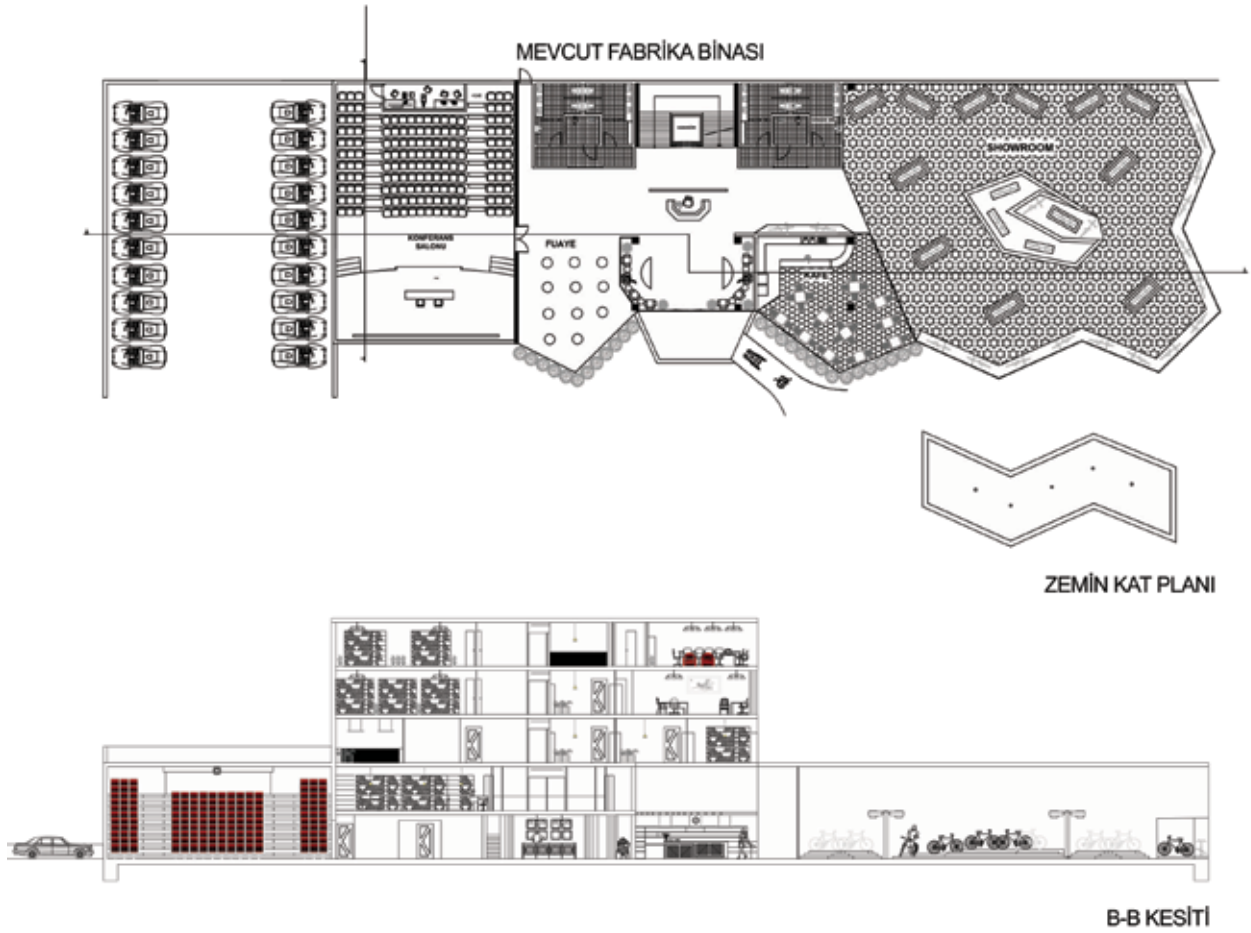 MEVCUT FABRİKA BİNASI
SHOWROOM
KONFERANS
SALONU
FUAYE
KAFE
ZEMİN KAT PLANI
B-B KESİTİ